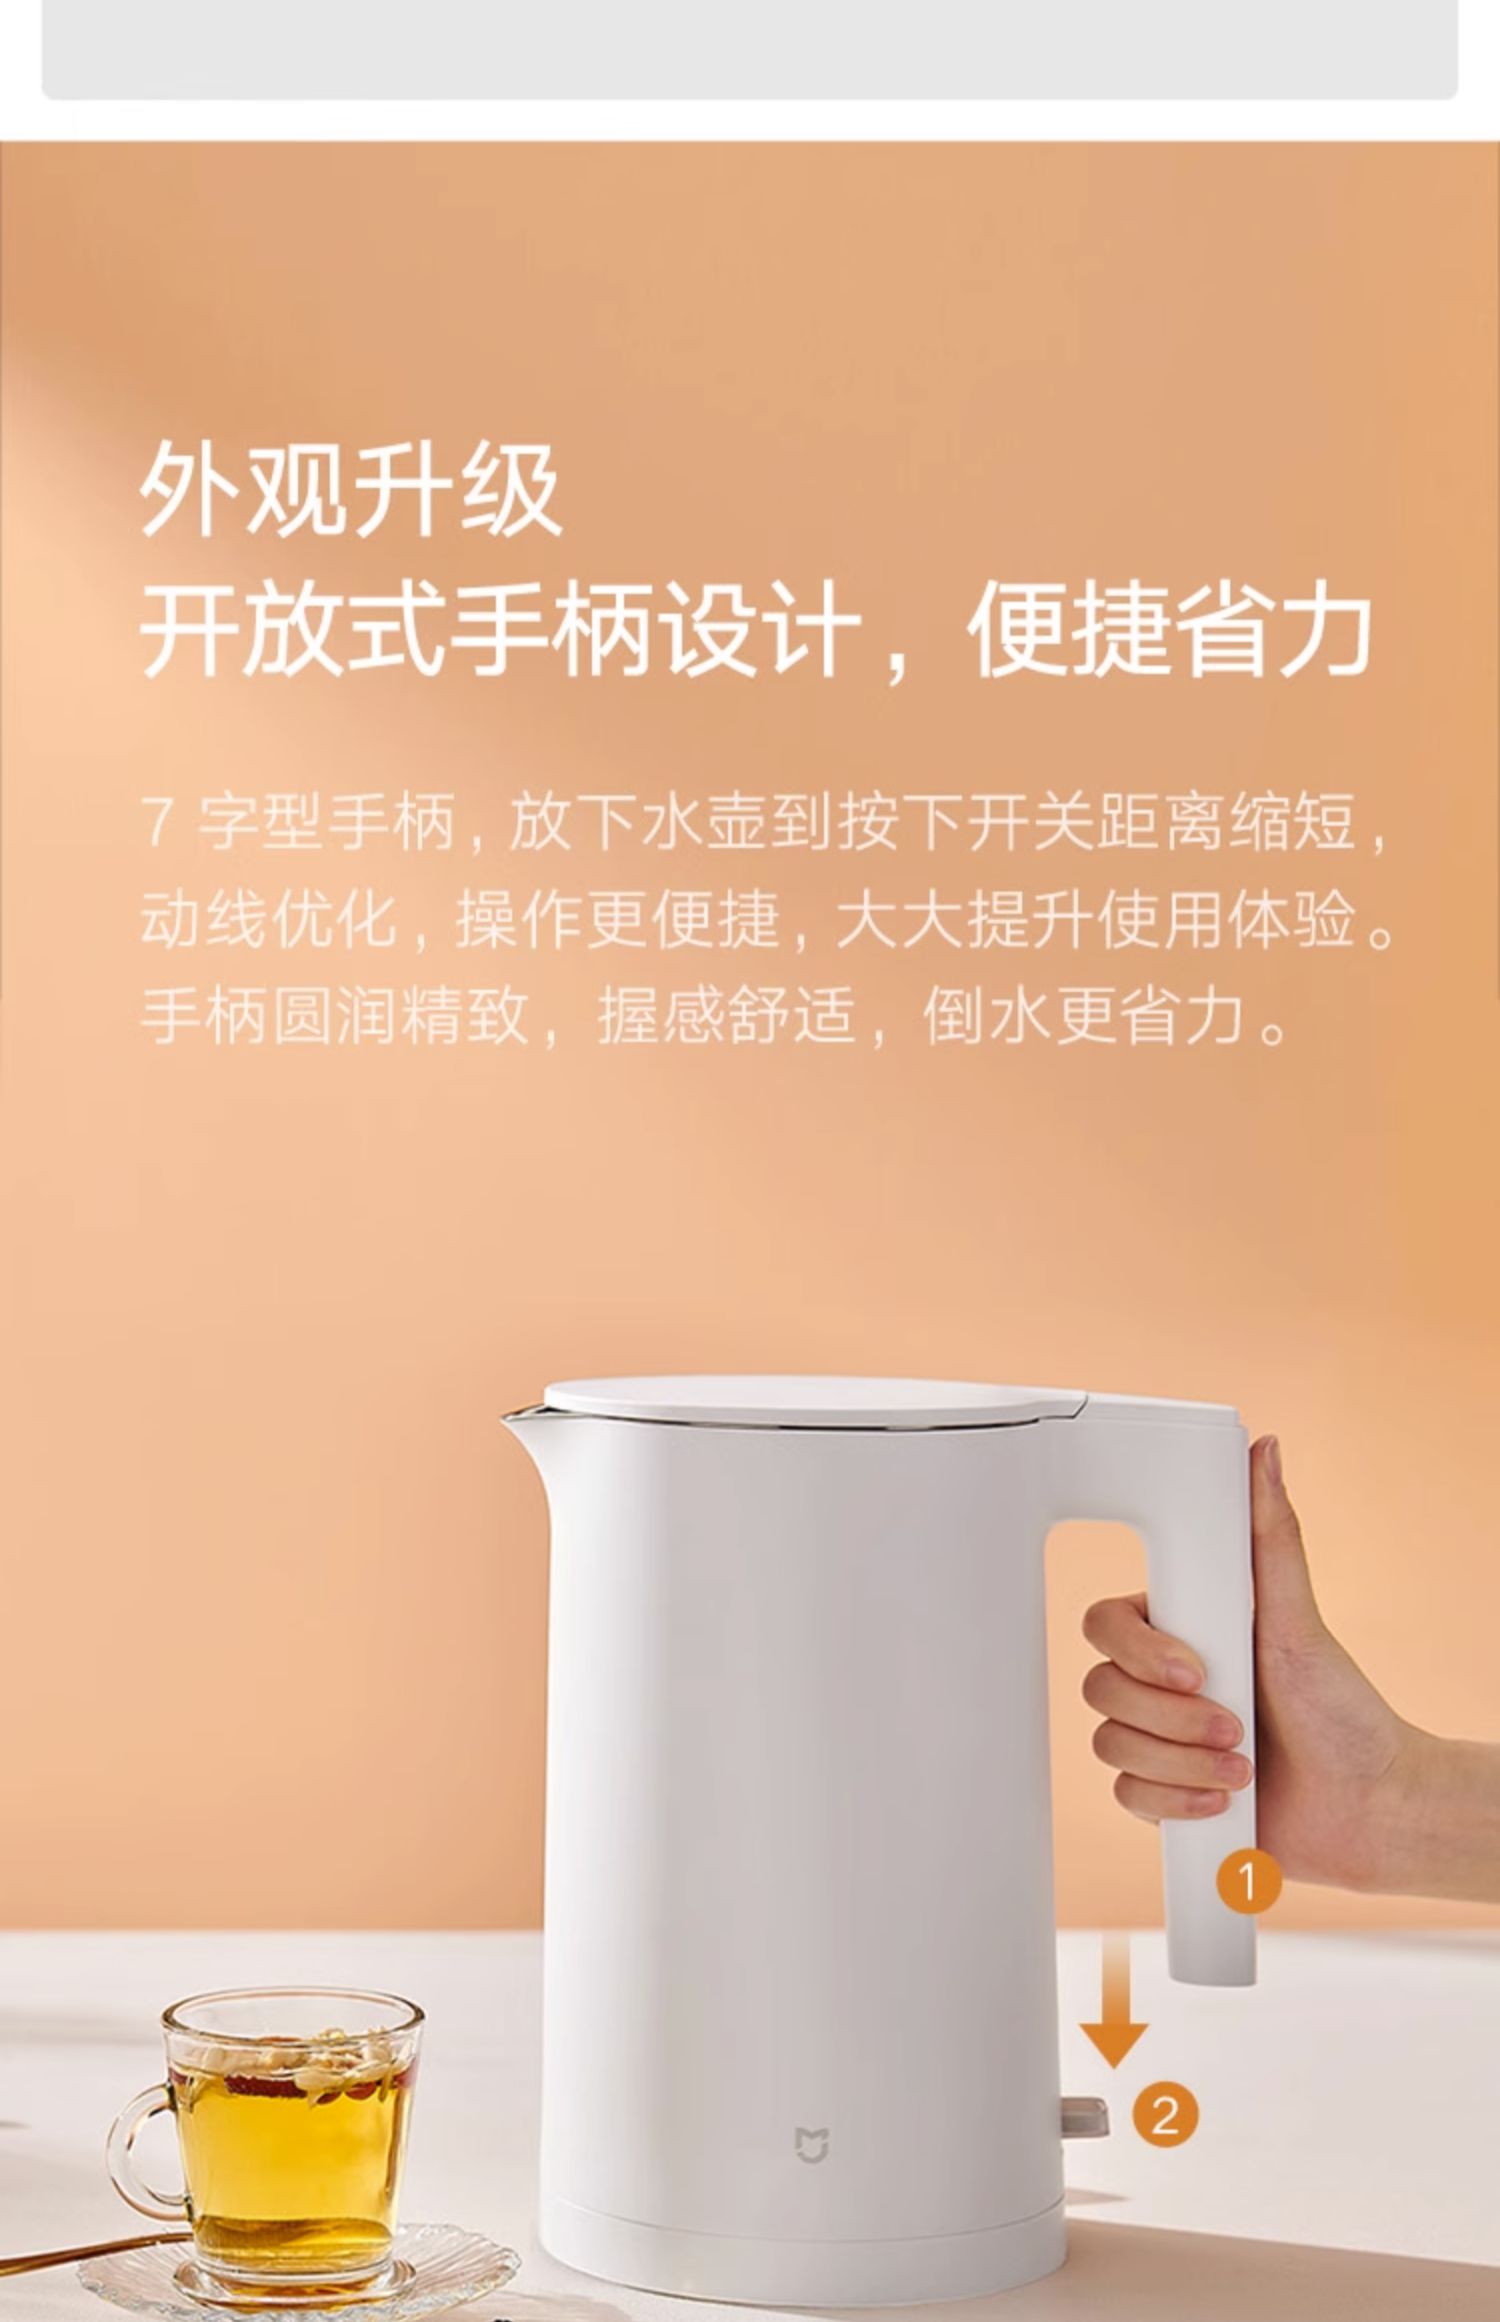 外观升级
开放式手柄设计，便捷省力
7 字型手柄，放下水壶到按下开关距离缩短，
动线优化，操作更便捷，大大提升使用体验。
手柄圆润精致，握感舒适，倒水更省力。
1
2